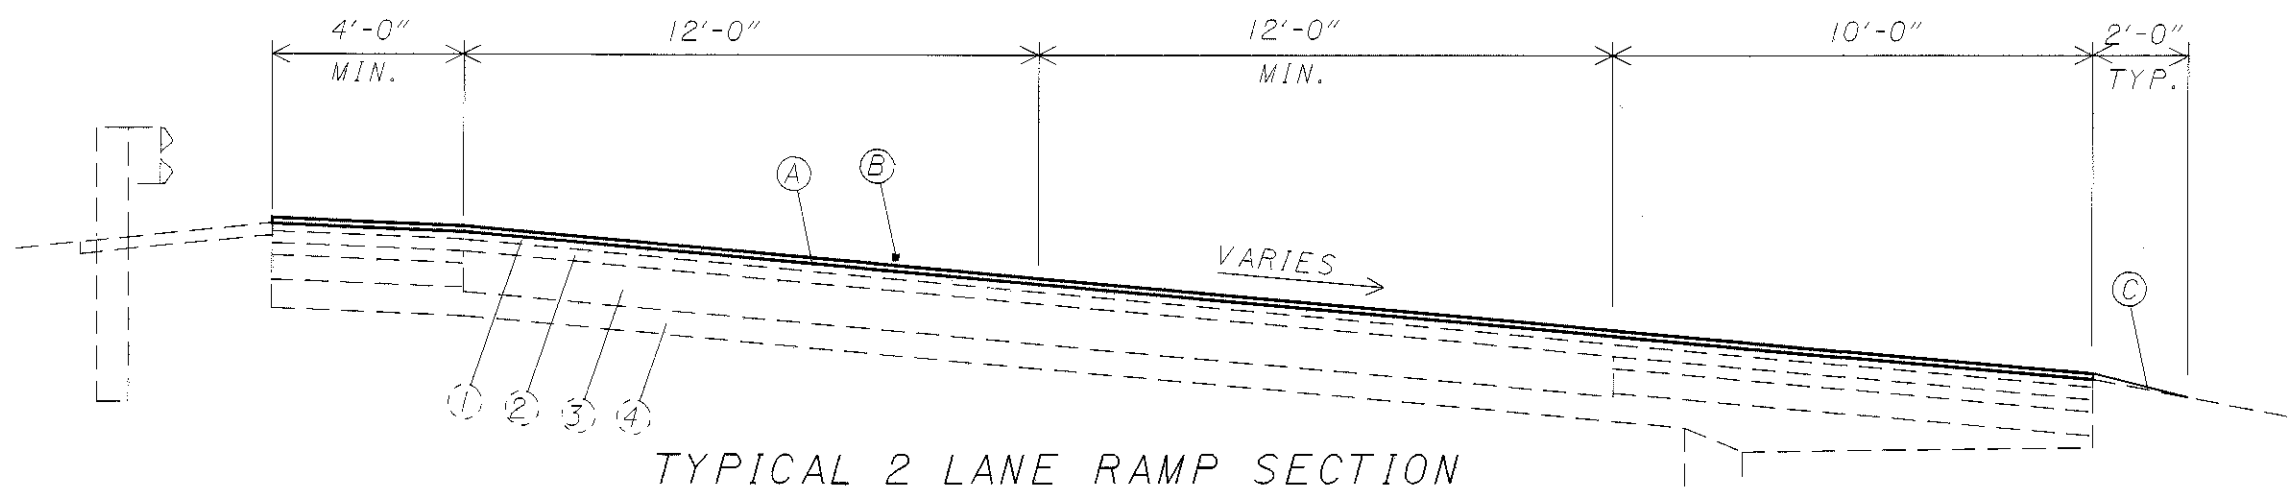 4'-0" 12'-0" 12'-0" 10'-0" 2'-0"
MIN. MIN. TYP.
A B
VARIES
C
1 2 3 4
TYPICAL 2 LANE RAMP SECTION